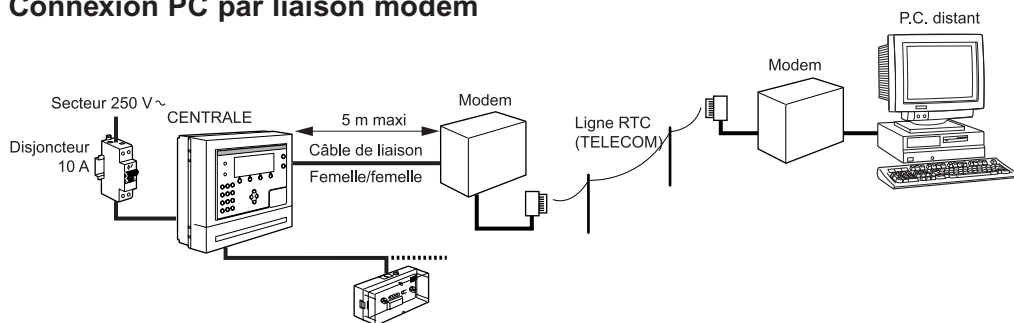 Connexion PC par liaison modem
P.C. distant
Modem
Secteur 250 V~
CENTRALE
Modem
5 m maxi
Ligne RTC
(TELECOM)
Disjoncteur
10 A
Câble de liaison
Femelle/femelle